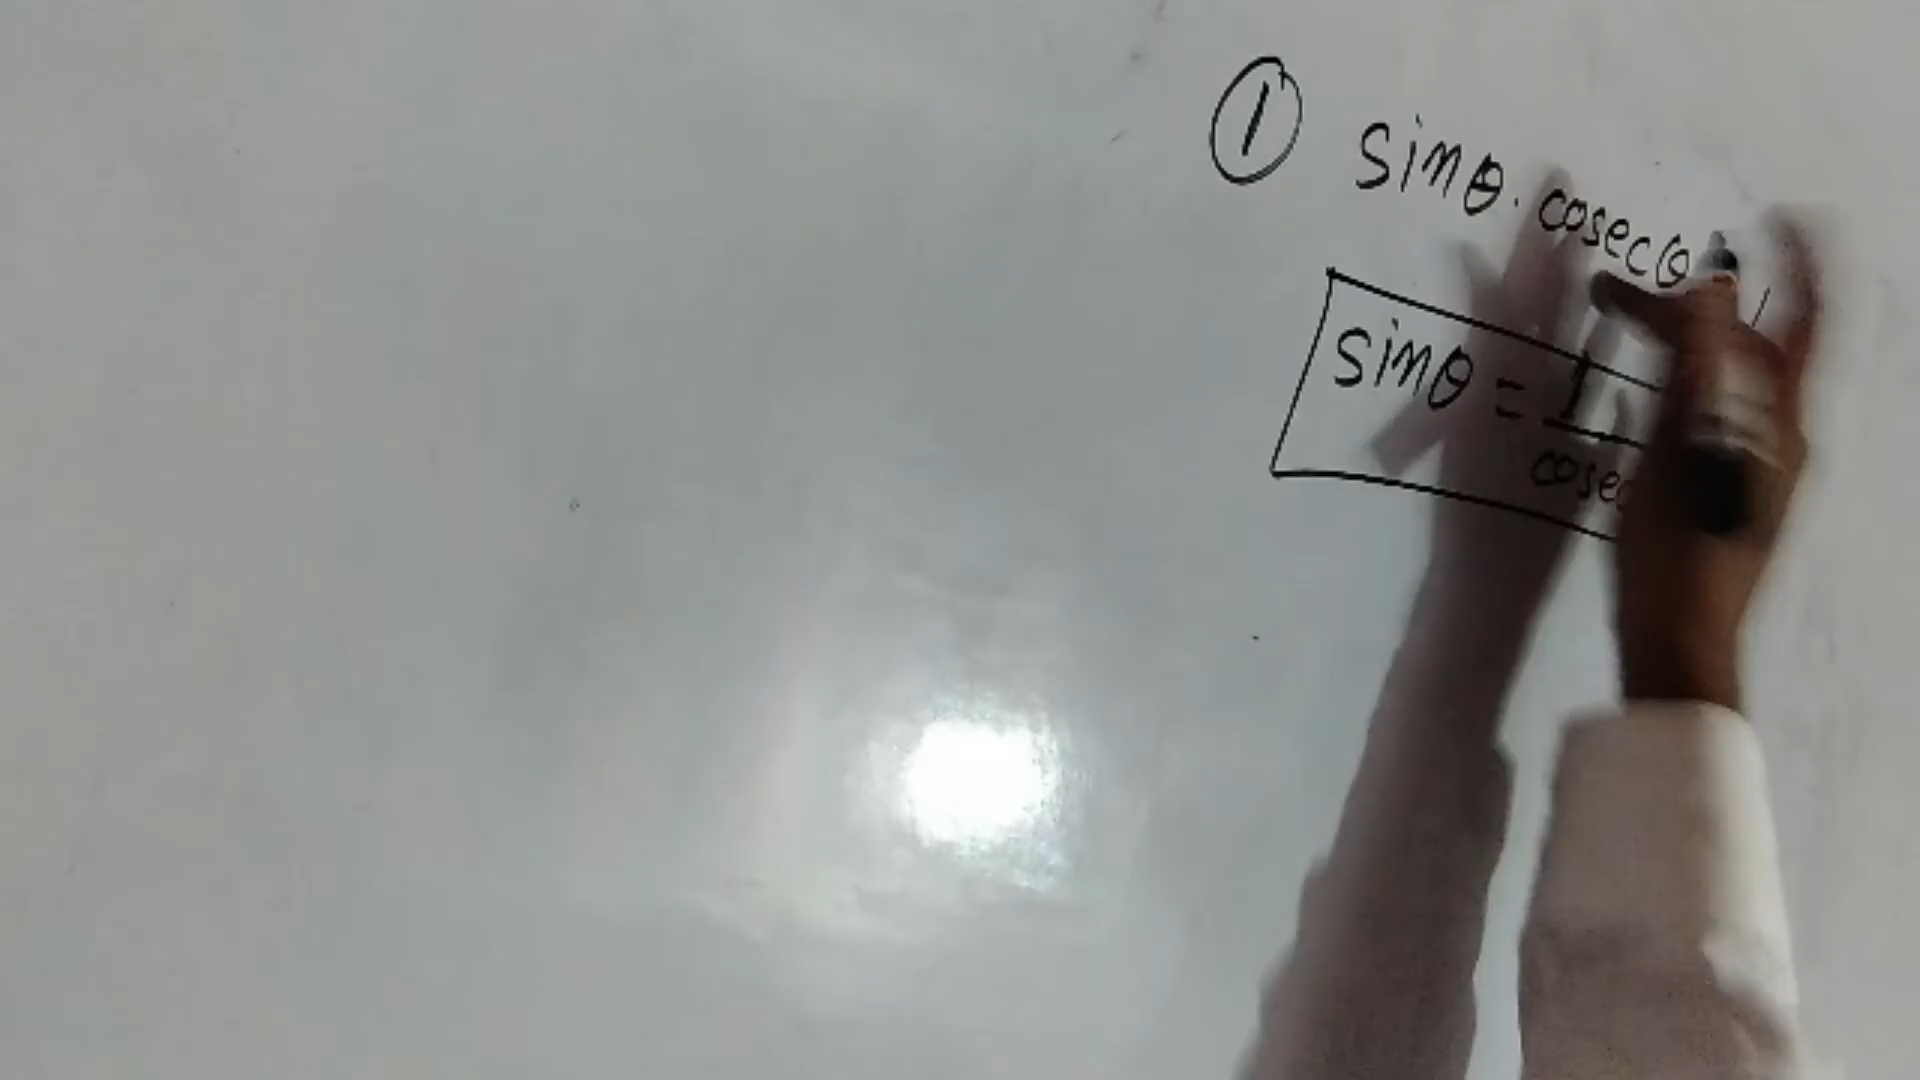 ① sinθ. cosecθ
sinθ = 1
cosec